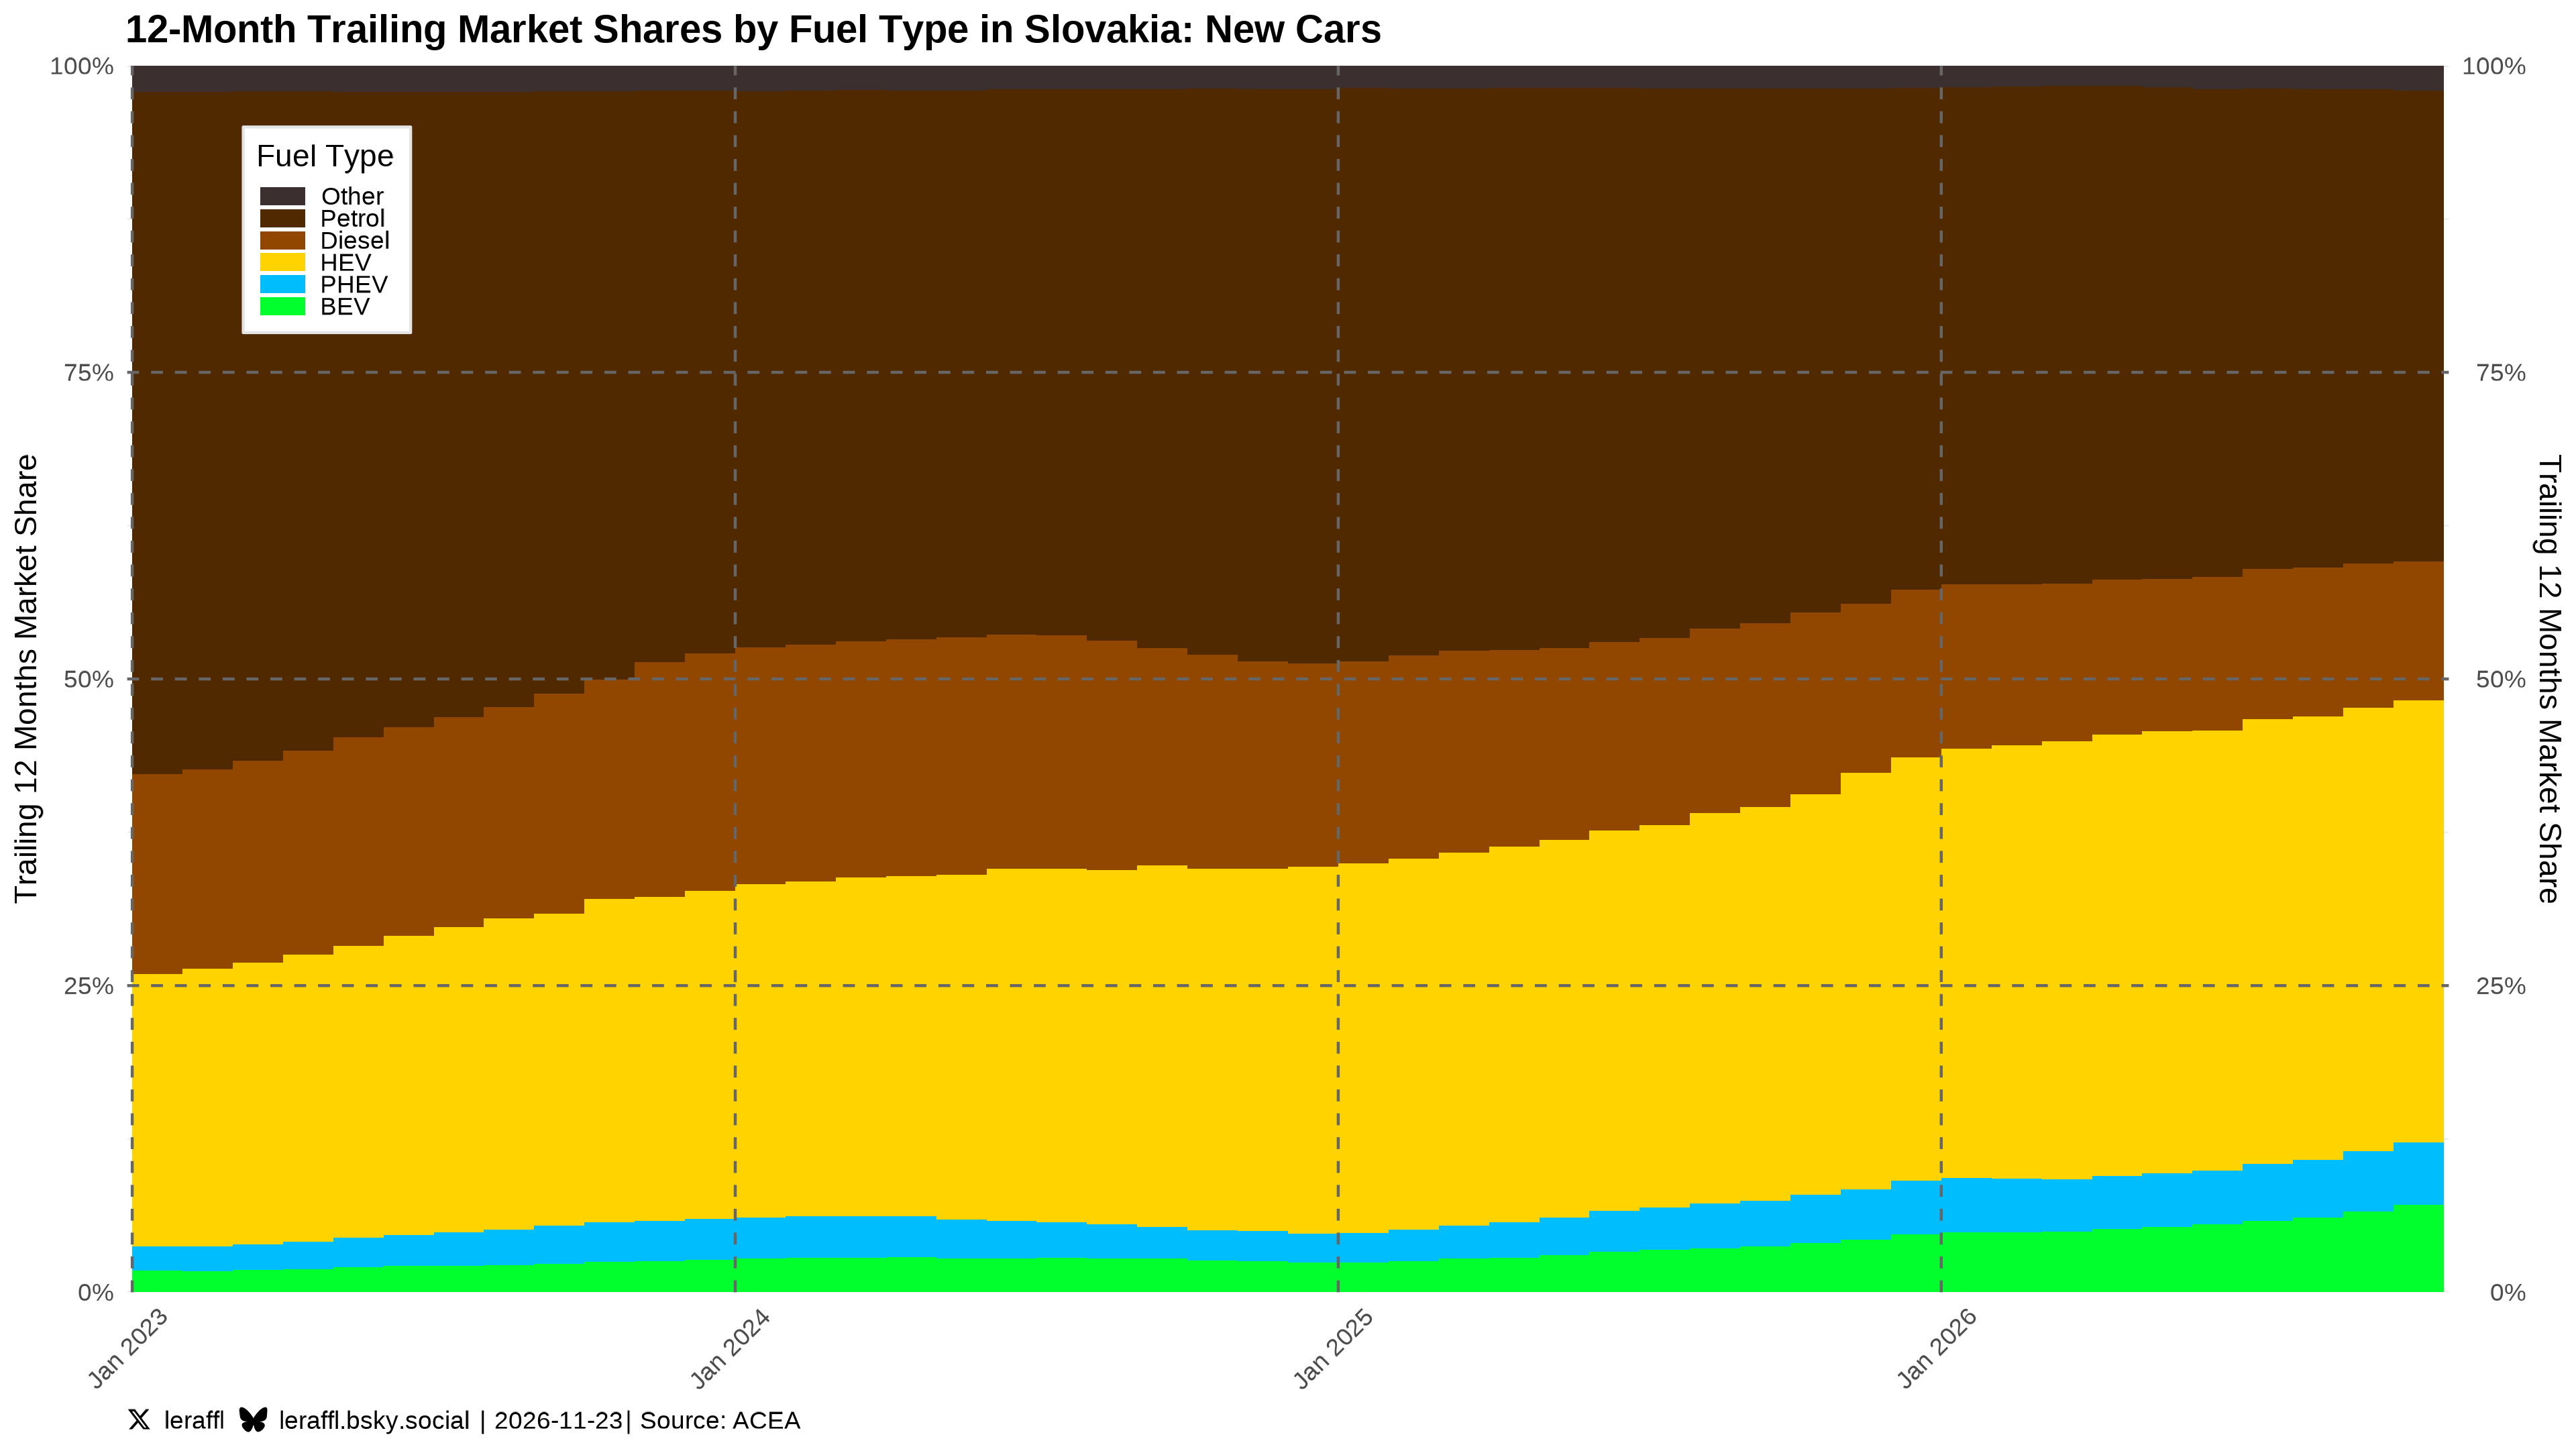 12-Month Trailing Market Shares by Fuel Type in Slovakia: New Cars
100%
75%
50%
25%
0%
100%
75%
50%
25%
0%
Trailing 12 Months Market Share
Trailing 12 Months Market Share
Fuel Type
Other
Petrol
Diesel
HEV
PHEV
BEV
Jan 2023
Jan 2024
Jan 2025
Jan 2026
leraffl leraffl.bsky.social | 2026-11-23| Source: ACEA